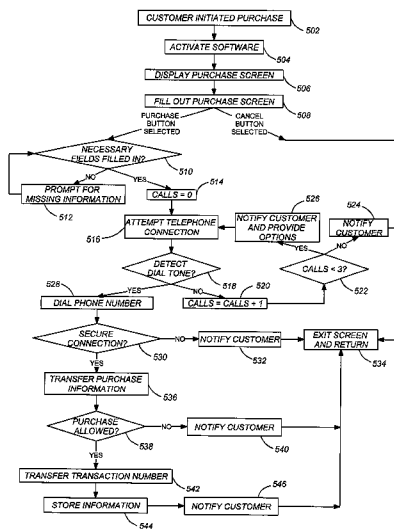 CUSTOMER INITIATED PURCHASE
502
ACTIVATE SOFTWARE
504
DISPLAY PURCHASE SCREEN
506
FILL OUT PURCHASE SCREEN
508
PURCHASE
BUTTON
SELECTED
CANCEL
BUTTON
SELECTED
NECESSARY
FIELDS FILLED IN?
510
NO
YES
PROMPT FOR
MISSING INFORMATION
512
CALLS = 0
514
ATTEMPT TELEPHONE
CONNECTION
516
NOTIFY CUSTOMER
AND PROVIDE
OPTIONS
526
NOTIFY
CUSTOMER
524
YES
NO
CALLS < 3?
522
DETECT
DIAL TONE?
518
YES
NO
528
DIAL PHONE NUMBER
520
CALLS = CALLS + 1
SECURE
CONNECTION?
530
NO
NOTIFY CUSTOMER
532
EXIT SCREEN
AND RETURN
534
YES
TRANSFER PURCHASE
INFORMATION
536
PURCHASE
ALLOWED?
538
NO
NOTIFY CUSTOMER
540
YES
TRANSFER TRANSACTION NUMBER
542
STORE INFORMATION
544
NOTIFY CUSTOMER
546